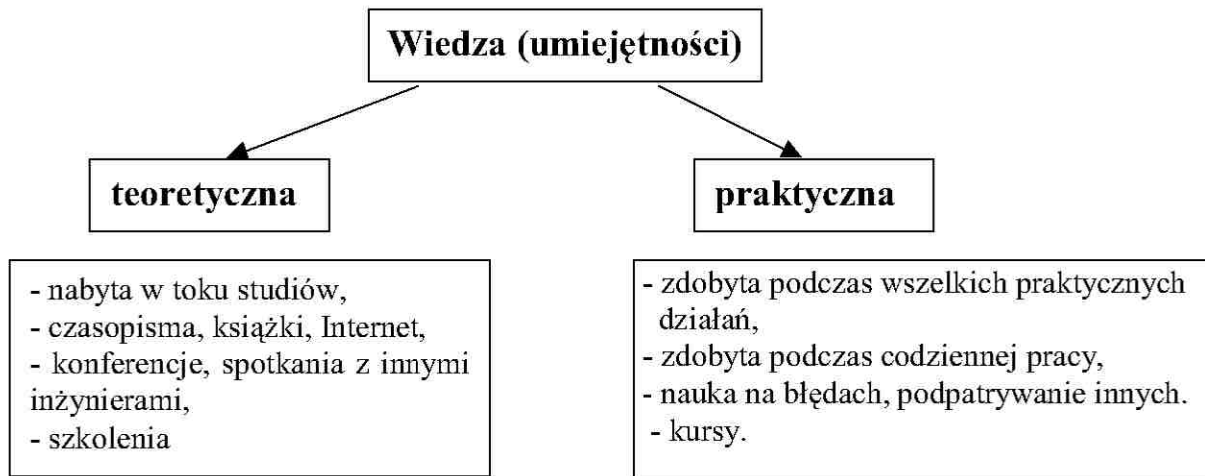 Wiedza (umiejętności)
teoretyczna
praktyczna
- nabyta w toku studiów,
- czasopisma, książki, Internet,
- konferencje, spotkania z innymi
inżynierami,
- szkolenia
- zdobyta podczas wszelkich praktycznych
działań,
- zdobyta podczas codziennej pracy,
- nauka na błędach, podpatrywanie innych.
- kursy.